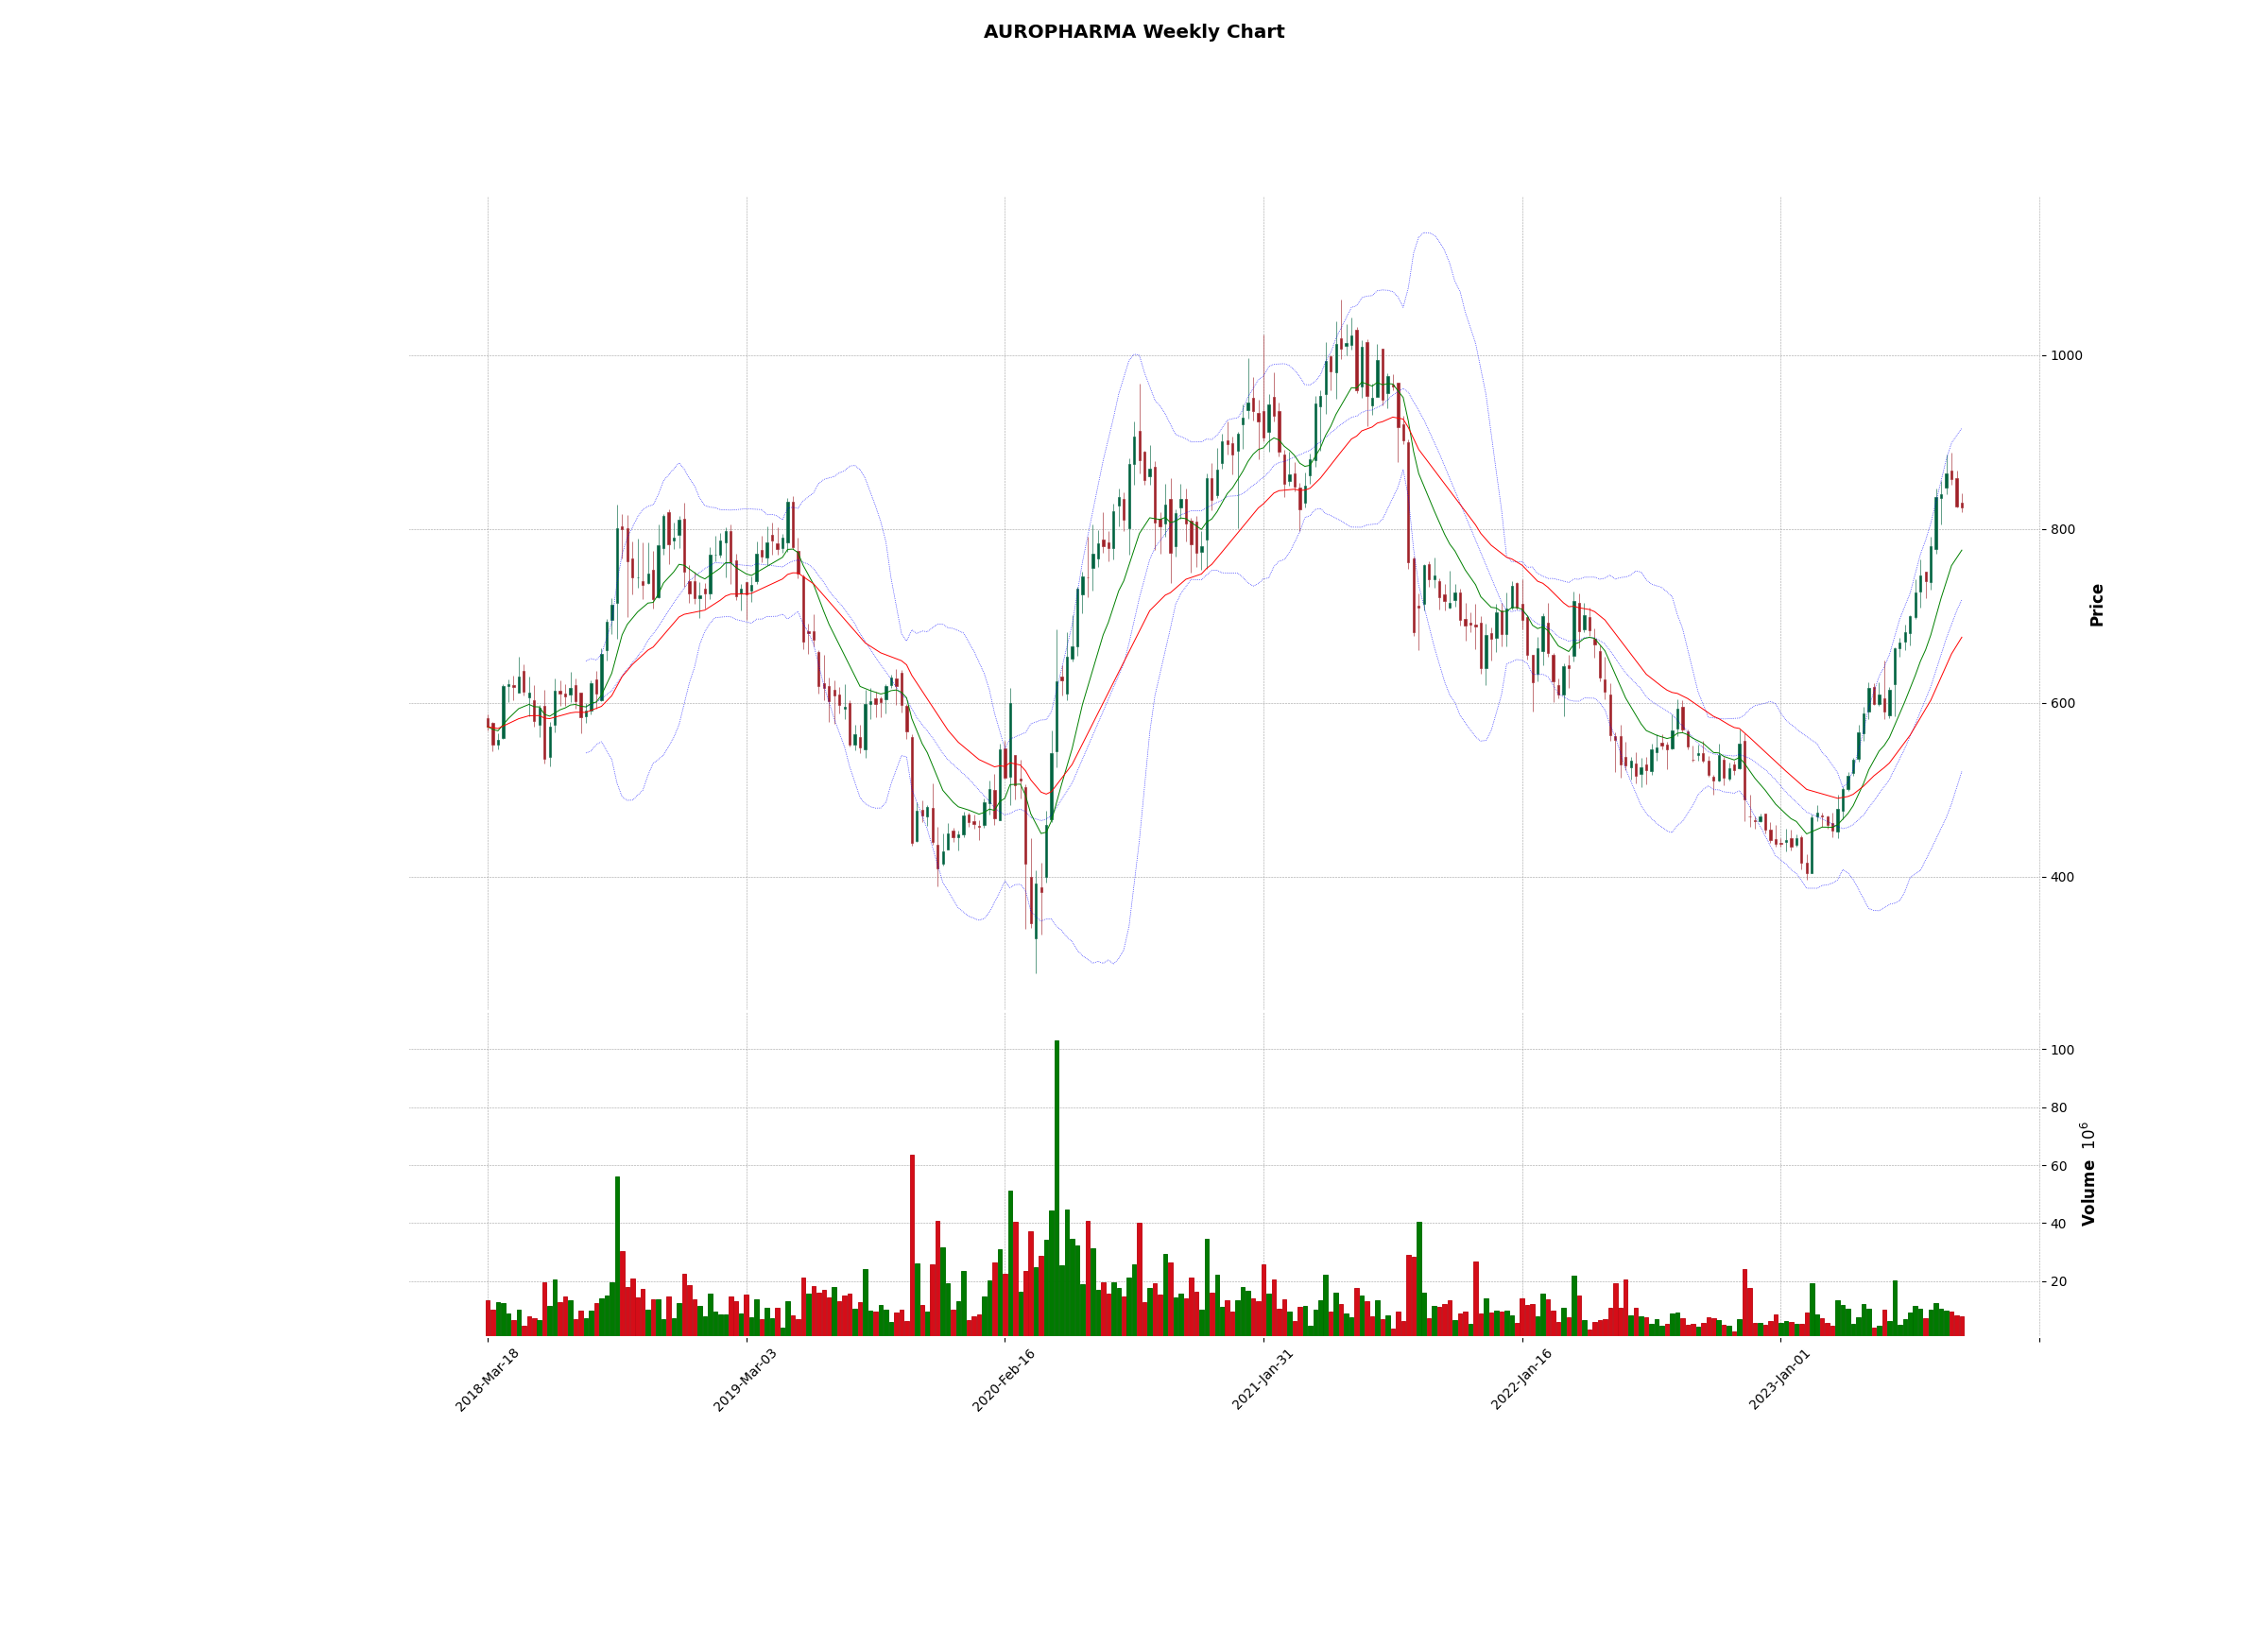 AUROPHARMA Weekly Chart
1000
800
600
400
Price
100
80
60
40
20
Volume 10^6
2018-Mar-18
2019-Mar-03
2020-Feb-16
2021-Jan-31
2022-Jan-16
2023-Jan-01